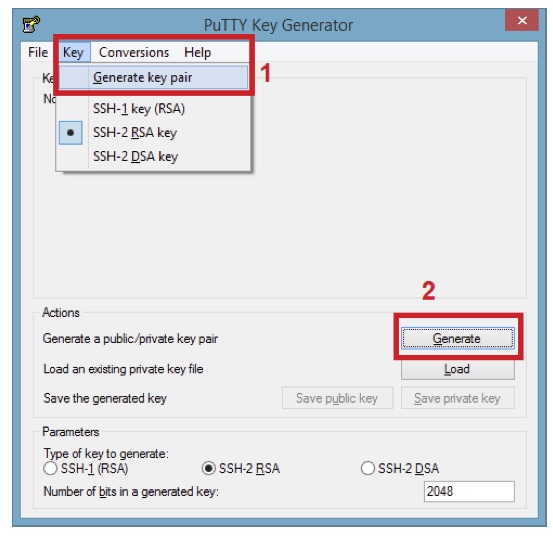 PuTTY Key Generator
File Key Conversions Help
Generate key pair
1
SSH-1 key (RSA)
SSH-2 RSA key
SSH-2 DSA key
2
Actions
Generate a public/private key pair
Generate
Load an existing private key file
Load
Save the generated key
Save public key
Save private key
Parameters
Type of key to generate:
SSH-1 (RSA)
SSH-2 RSA
SSH-2 DSA
Number of bits in a generated key:
2048